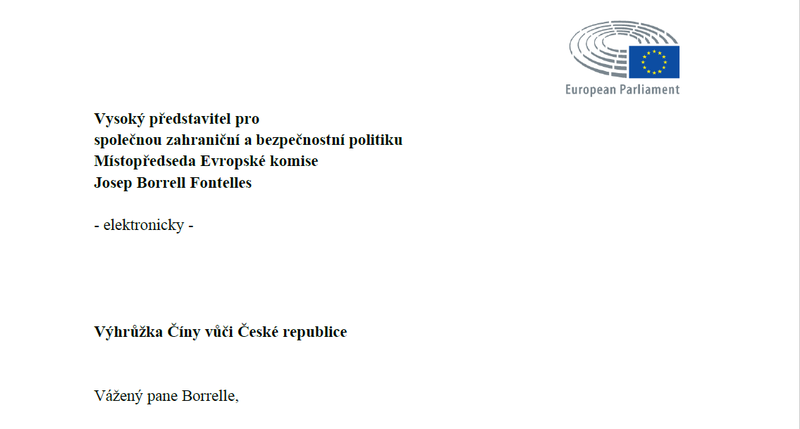 European Parliament
Vysoký představitel pro
společnou zahraniční a bezpečnostní politiku
Místopředseda Evropské komise
Josep Borrell Fontelles
- elektronicky -
Výhrůžka Číny vůči České republice
Vážený pane Borrelle,